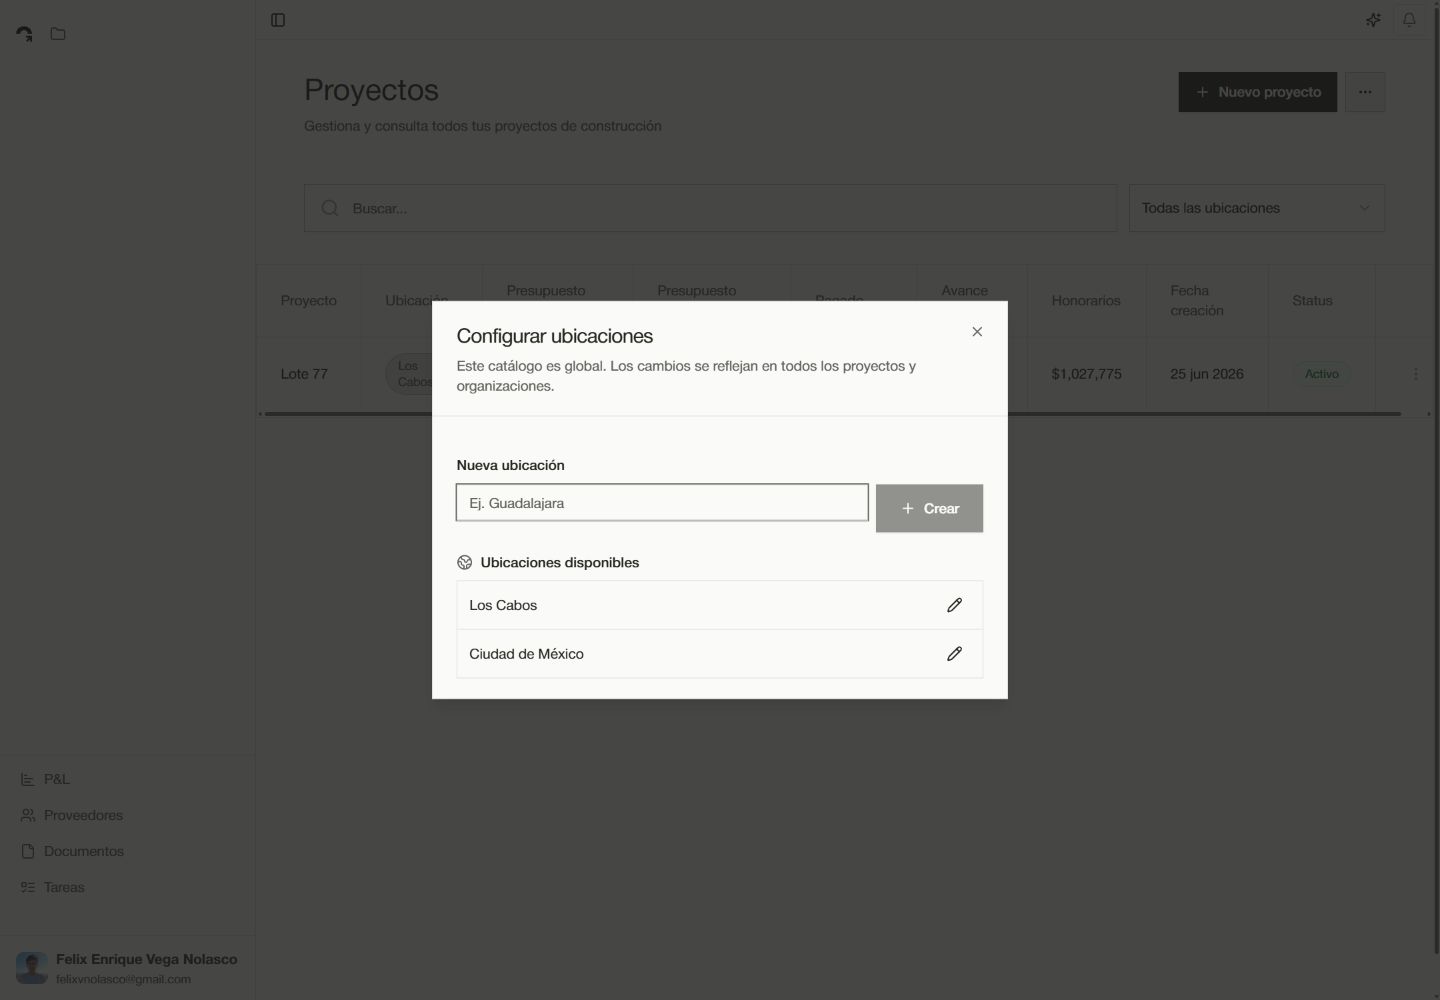 Proyectos
Nuevo proyecto
Gestiona y consulta todos tus proyectos de construcción
Buscar...
Todas las ubicaciones
Proyecto
Ubicación
Presupuesto
Presupuesto
Pagado
Avance
Honorarios
Fecha
creación
Status
Lote 77
Los
Cabos
$1,027,775
25 jun 2026
Activo
Configurar ubicaciones
Este catálogo es global. Los cambios se reflejan en todos los proyectos y
organizaciones.
Nueva ubicación
Ej. Guadalajara
Crear
Ubicaciones disponibles
Los Cabos
Ciudad de México
P&L
Proveedores
Documentos
Tareas
Felix Enrique Vega Nolasco
felixvnolasco@gmail.com